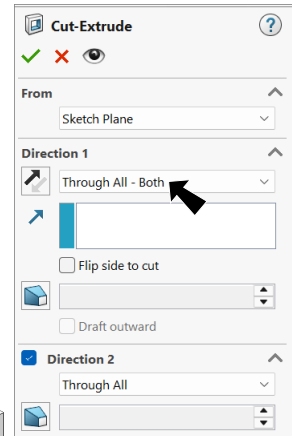 Cut-Extrude
?
From
Sketch Plane
Direction 1
Through All - Both
Flip side to cut
Draft outward
Direction 2
Through All